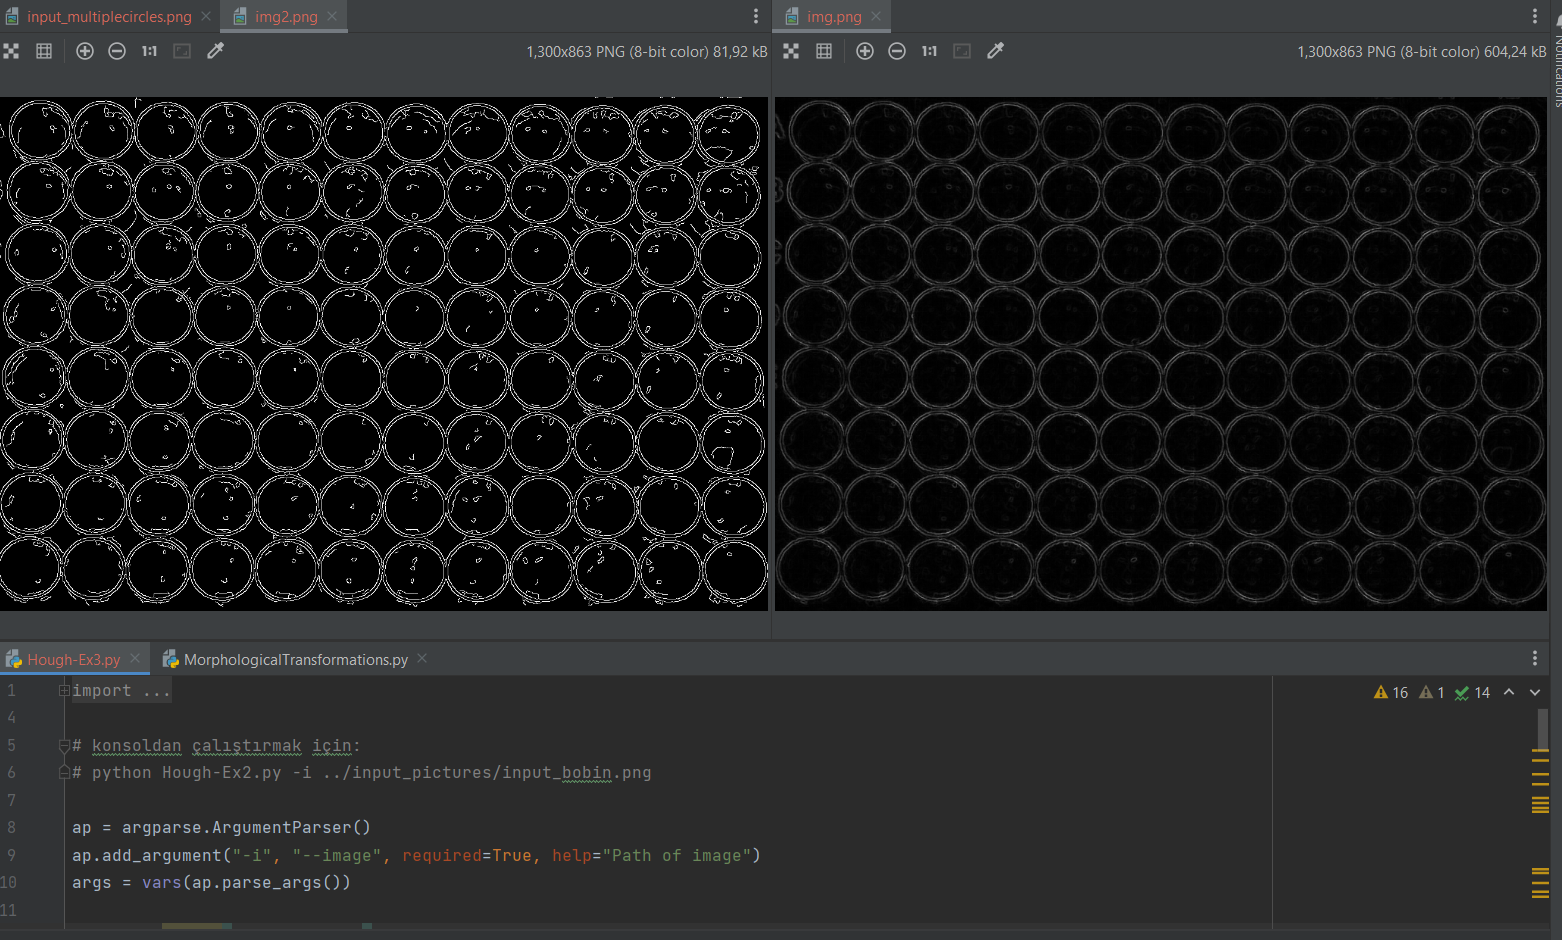 input_multiplecircles.png
img2.png
img.png
1:1
1,300x863 PNG (8-bit color) 81,92 kB
1:1
1,300x863 PNG (8-bit color) 604,24 kB
Notifications
Hough-Ex3.py
MorphologicalTransformations.py
1 import ...
16 1 14
4
5 # konsoldan çalıştırmak için:
6 # python Hough-Ex2.py -i ../input_pictures/input_bobin.png
7
8 ap = argparse.ArgumentParser()
9 ap.add_argument("-i", "--image", required=True, help="Path of image")
10 args = vars(ap.parse_args())
11